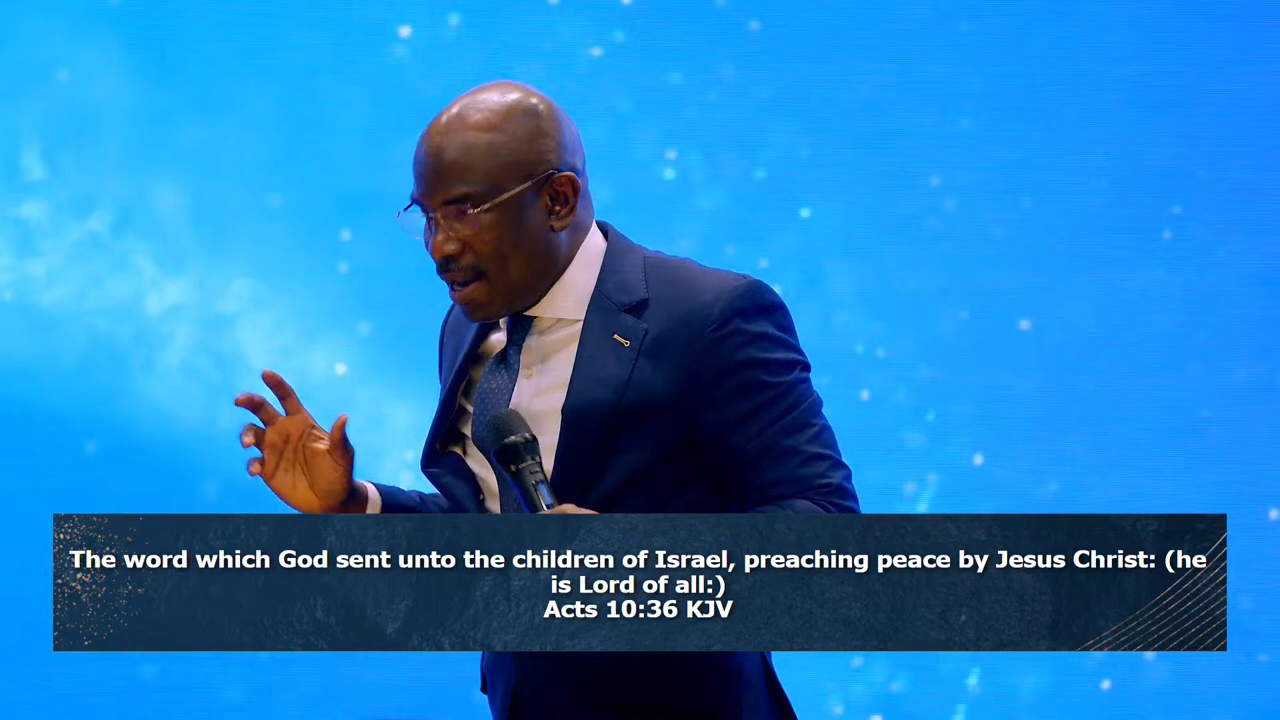 The word which God sent unto the children of Israel, preaching peace by Jesus Christ: (he
is Lord of all:)
Acts 10:36 KJV